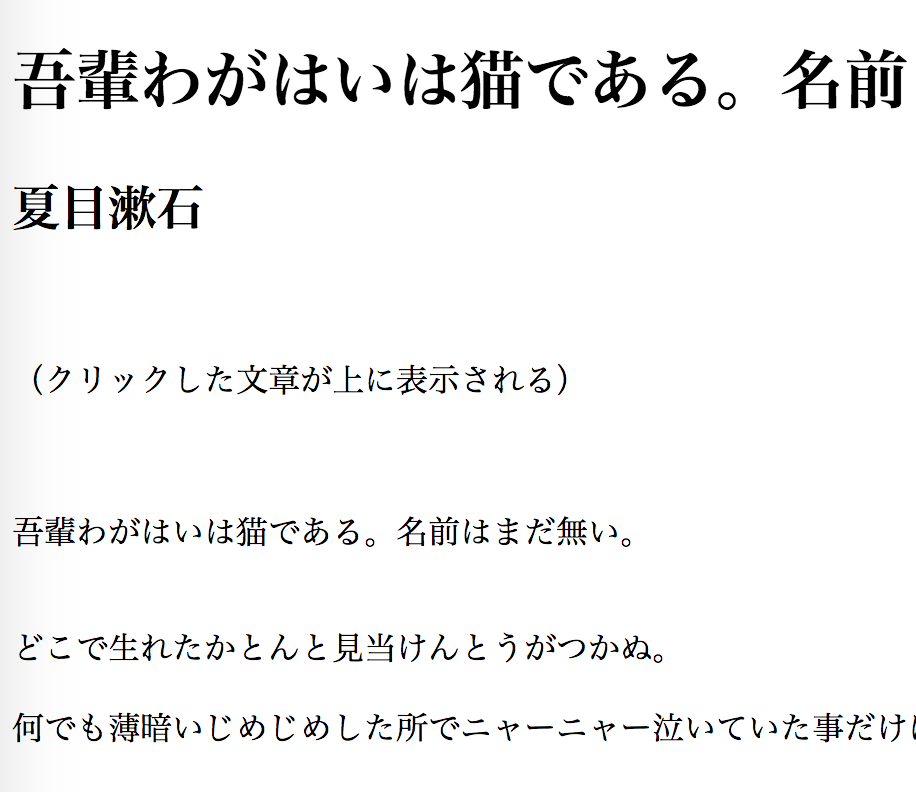 吾輩わがはいは猫である。名前
夏目漱石
（クリックした文章が上に表示される）
吾輩わがはいは猫である。名前はまだ無い。
どこで生れたかとんと見当けんとうがつかぬ。
何でも薄暗いじめじめした所でニャーニャー泣いていた事だけ